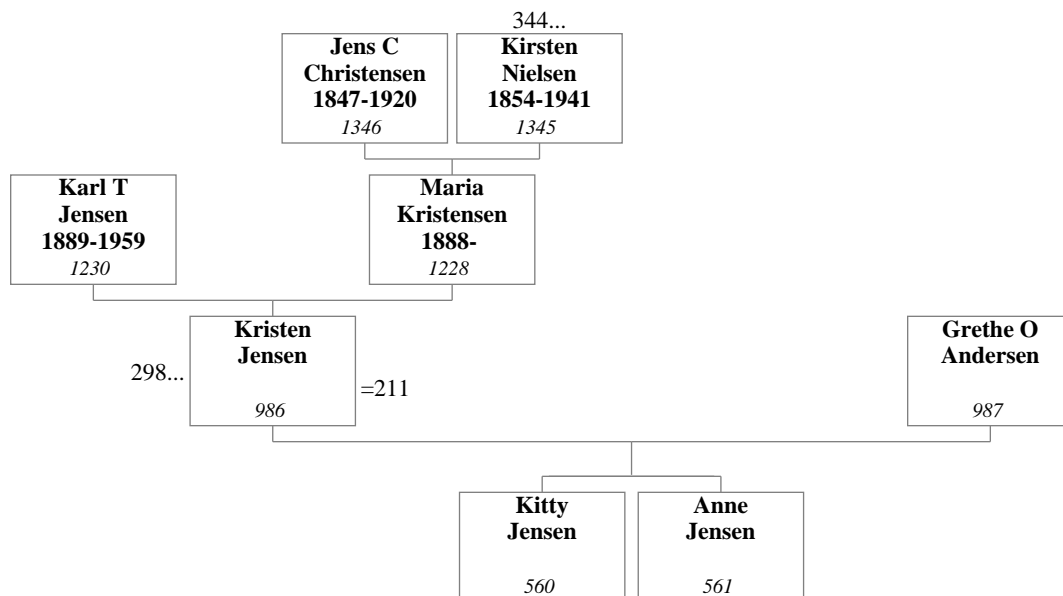 344...
Jens C
Christensen
1847-1920
1346
Kirsten
Nielsen
1854-1941
1345
Karl T
Jensen
1889-1959
1230
Maria
Kristensen
1888-
1228
298...
Kristen
Jensen
986
=211
Grethe O
Andersen
987
Kitty
Jensen
560
Anne
Jensen
561